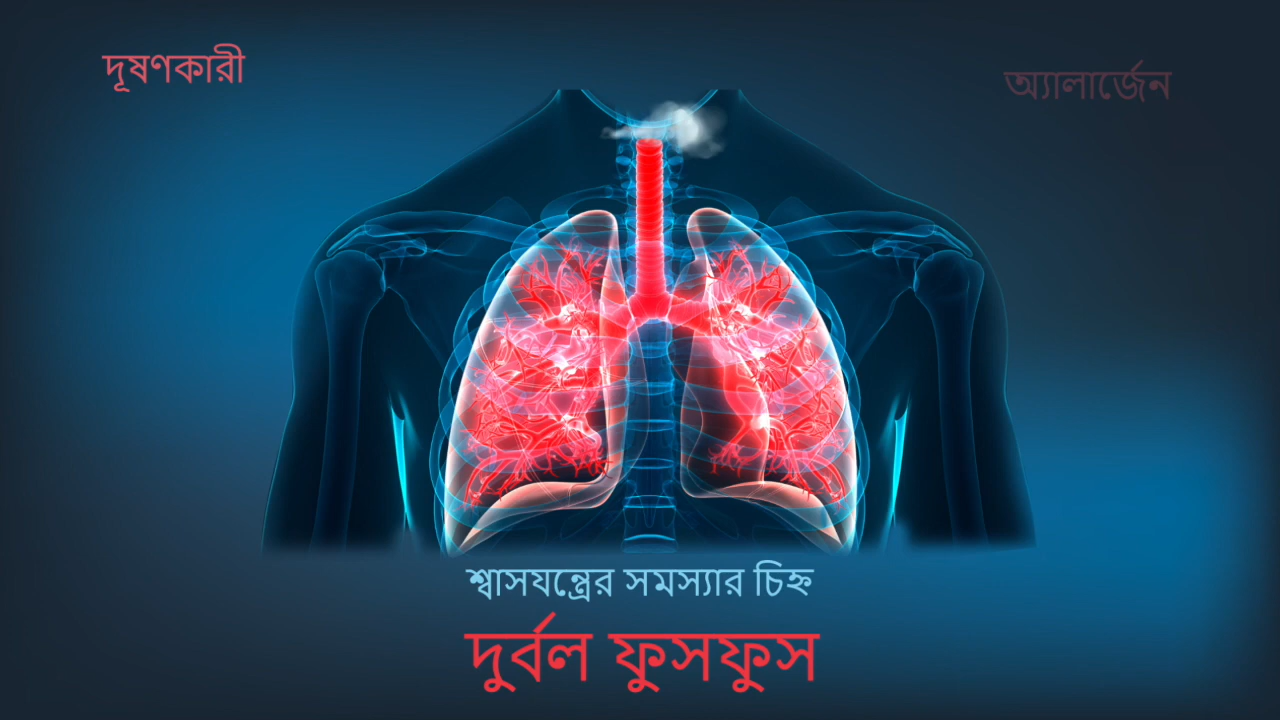 দূষণকারী
অ্যালার্জেন
শ্বাসযন্ত্রের সমস্যার চিহ্ন
দুর্বল ফুসফুস